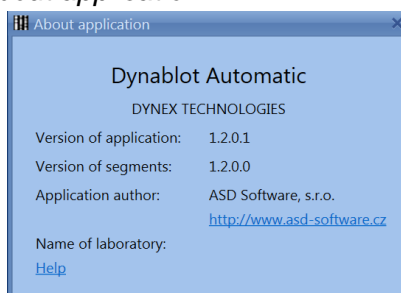 About application
Dynablot Automatic
DYNEX TECHNOLOGIES
Version of application: 1.2.0.1
Version of segments: 1.2.0.0
Application author: ASD Software, s.r.o.
http://www.asd-software.cz
Name of laboratory:
Help